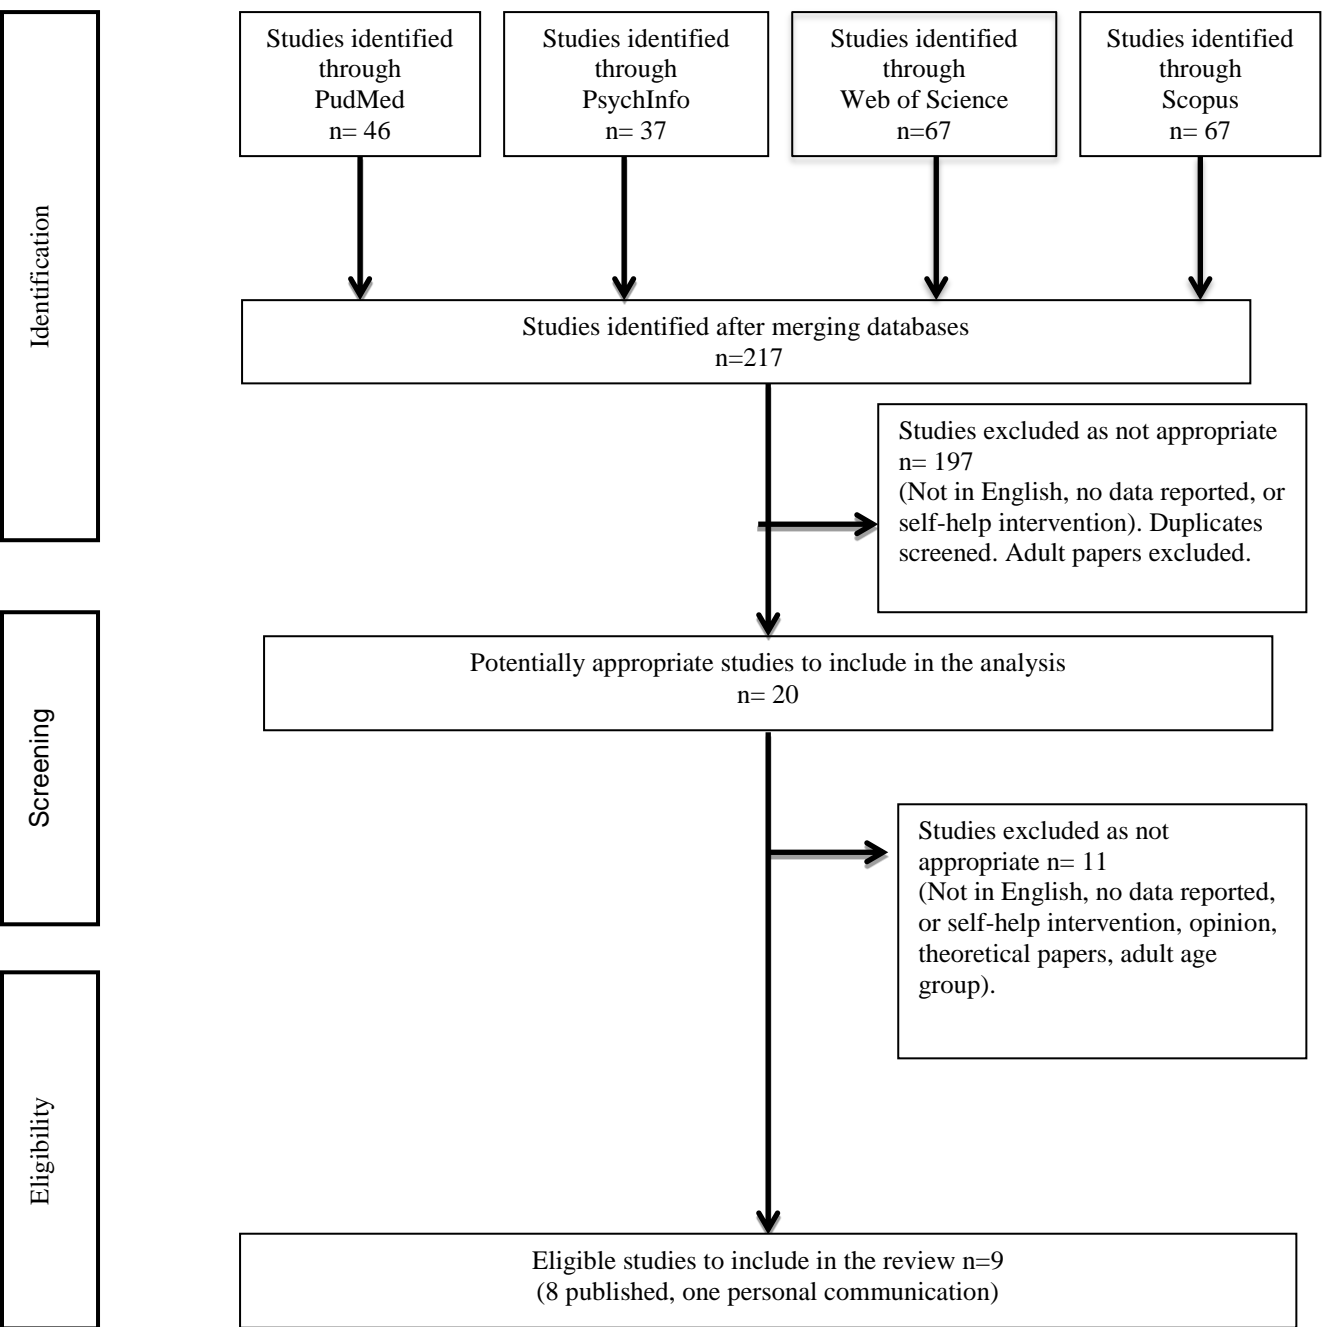 Studies identified
through
PudMed
n= 46
Studies identified
through
PsychInfo
n= 37
Studies identified
through
Web of Science
n=67
Studies identified
through
Scopus
n= 67
Identification
Studies identified after merging databases
n=217
Studies excluded as not appropriate
n= 197
(Not in English, no data reported, or
self-help intervention). Duplicates
screened. Adult papers excluded.
Screening
Potentially appropriate studies to include in the analysis
n= 20
Studies excluded as not
appropriate n= 11
(Not in English, no data reported,
or self-help intervention, opinion,
theoretical papers, adult age
group).
Eligibility
Eligible studies to include in the review n=9
(8 published, one personal communication)